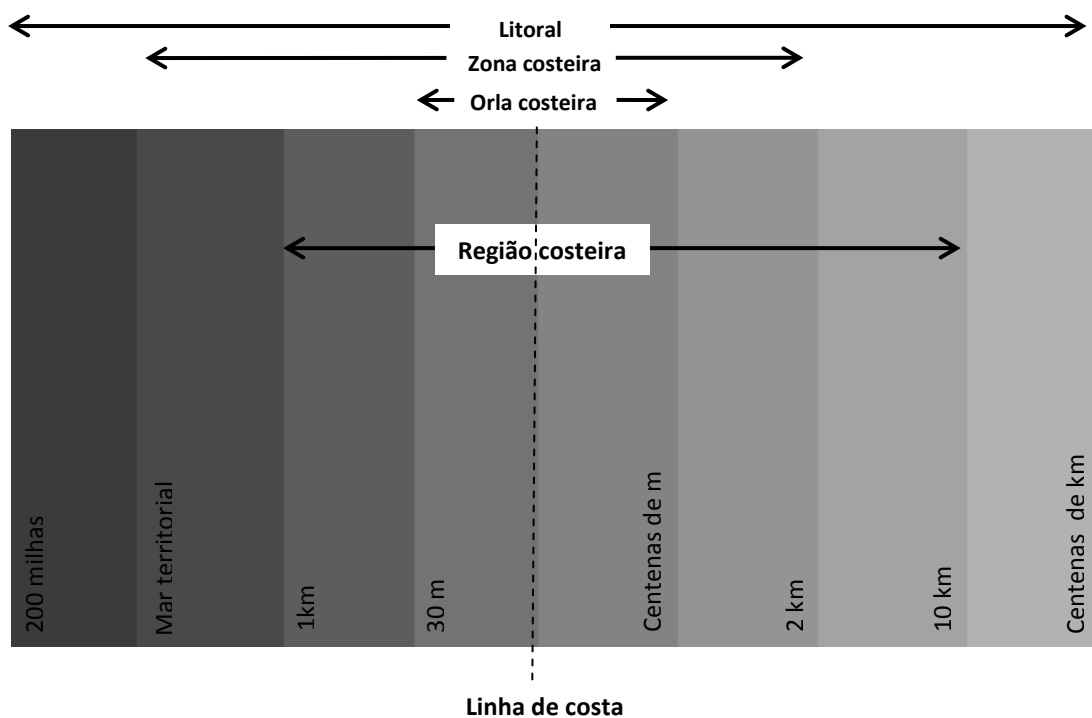 Litoral
Zona costeira
Orla costeira
Região costeira
200 milhas
Mar territorial
1km
30 m
Centenas de m
2 km
10 km
Centenas de km
Linha de costa